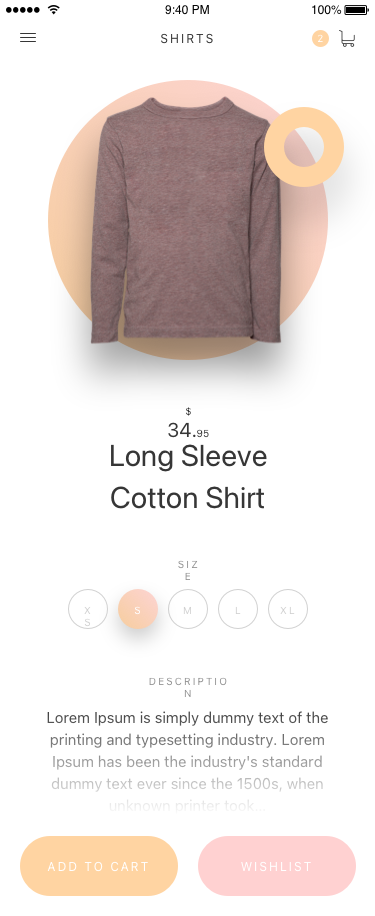 9:40 PM 100%
SHIRTS 2
$
34.95
Long Sleeve
Cotton Shirt
SIZ
E
X S M L XL
S
DESCRIPTIO
N
Lorem Ipsum is simply dummy text of the
printing and typesetting industry. Lorem
Ipsum has been the industry's standard
dummy text ever since the 1500s, when
unknown printer took...
ADD TO CART WISHLIST